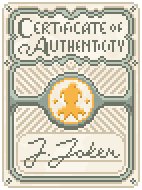 CERTIFICATE OF
AUTHENTICITY
J Joker